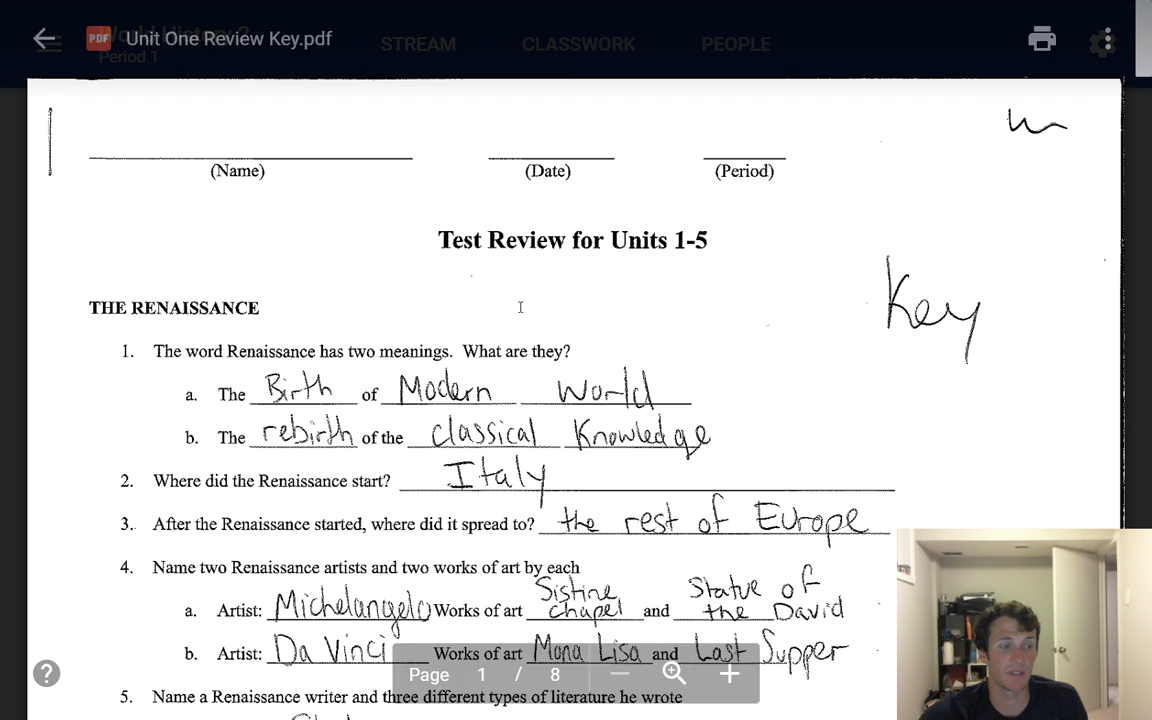 PDF Unit One Review Key.pdf STREAM CLASSWORK PEOPLE
Period 1
(Name) (Date) (Period)
Test Review for Units 1-5
Key
THE RENAISSANCE
1. The word Renaissance has two meanings. What are they?
a. The Birth of Modern World
b. The rebirth of the classical Knowledge
2. Where did the Renaissance start? Italy
3. After the Renaissance started, where did it spread to? the rest of Europe
4. Name two Renaissance artists and two works of art by each
a. Artist: Michelangelo Works of art Sistine chapel and Statue of the David
b. Artist: Da Vinci Works of art Mona Lisa and Last Supper
Page 1 / 8
5. Name a Renaissance writer and three different types of literature he wrote